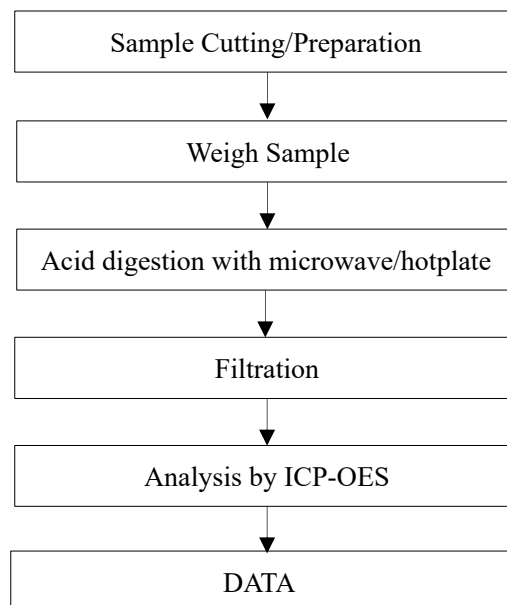 Sample Cutting/Preparation
Weigh Sample
Acid digestion with microwave/hotplate
Filtration
Analysis by ICP-OES
DATA